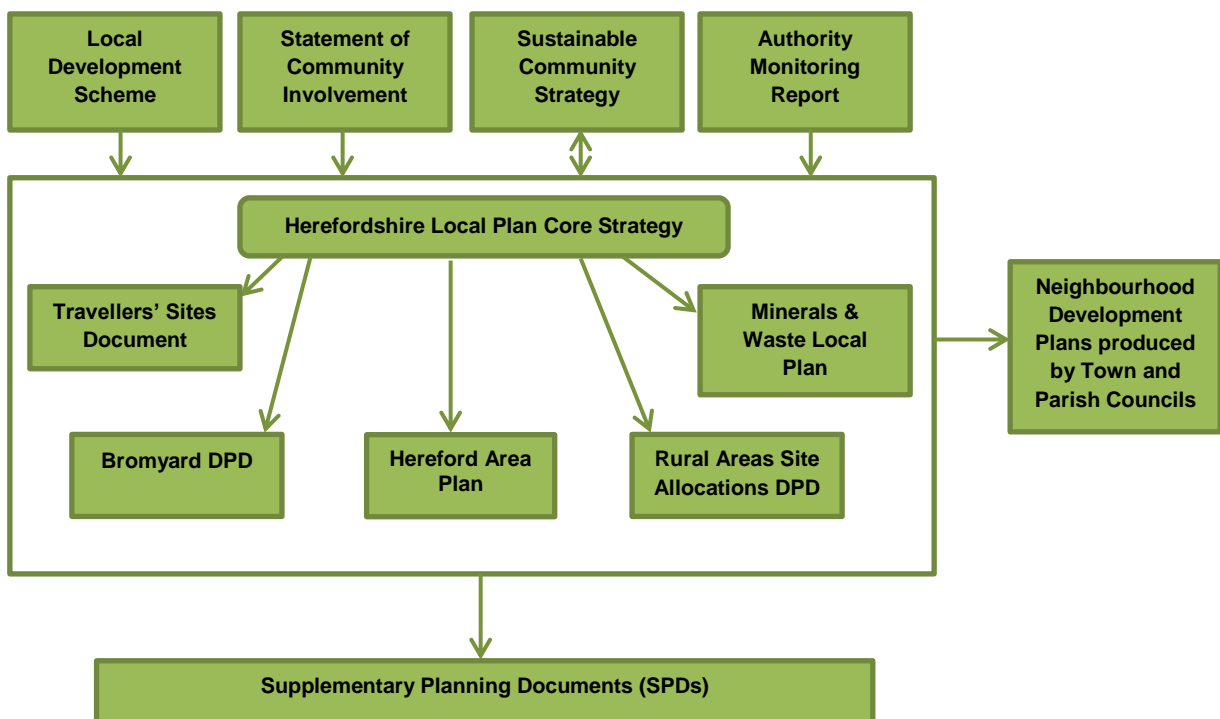 Local
Development
Scheme
Statement of
Community
Involvement
Sustainable
Community
Strategy
Authority
Monitoring
Report
Herefordshire Local Plan Core Strategy
Travellers’ Sites
Document
Minerals &
Waste Local
Plan
Neighbourhood
Development
Plans produced
by Town and
Parish Councils
Bromyard DPD
Hereford Area
Plan
Rural Areas Site
Allocations DPD
Supplementary Planning Documents (SPDs)